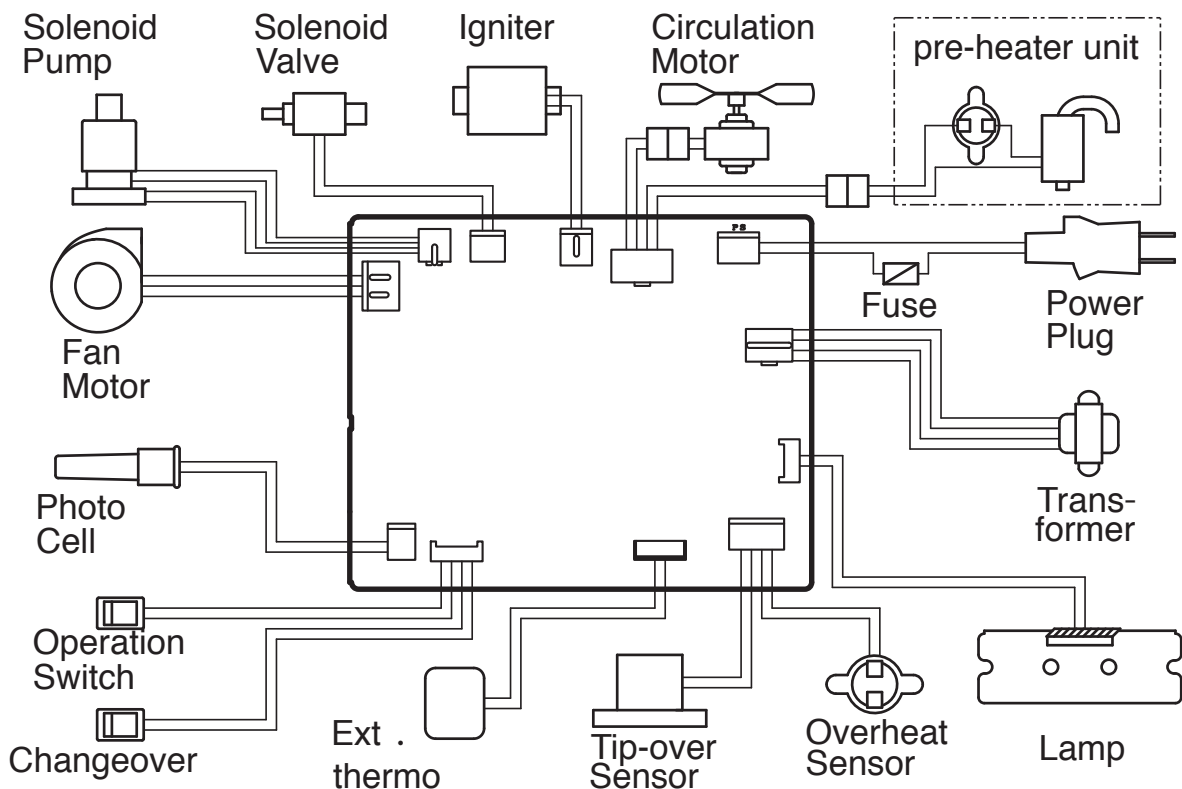 Solenoid
Pump
Solenoid
Valve
Igniter
Circulation
Motor
pre-heater unit
PS
Fuse
Power
Plug
Fan
Motor
Trans-
former
Photo
Cell
Operation
Switch
Changeover
Ext .
thermo
Tip-over
Sensor
Overheat
Sensor
Lamp